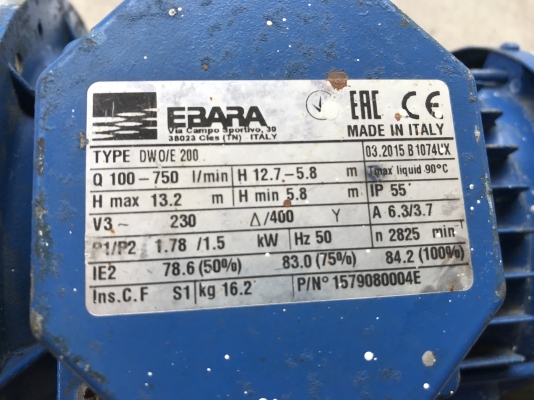 EBARA
Via Campo Sportivo, 30
38023 Cles (TN) ITALY
EAC CE
MADE IN ITALY
TYPE DWO/E 200 03.2015 B
Q 100-750 l/min H 12.7-5.8 m Tmax liquid 90°C
H max 13.2 m H min 5.8 m IP 55
V3~ 230 Δ/400 Y A 6.3/3.7
P1/P2 1.78 /1.5 kW Hz 50 n 2825 min
IE2 78.6 (50%) 83.0 (75%) 84.2 (100%)
Ins.C.F S1 kg 16.2 P/N° 1579080004E